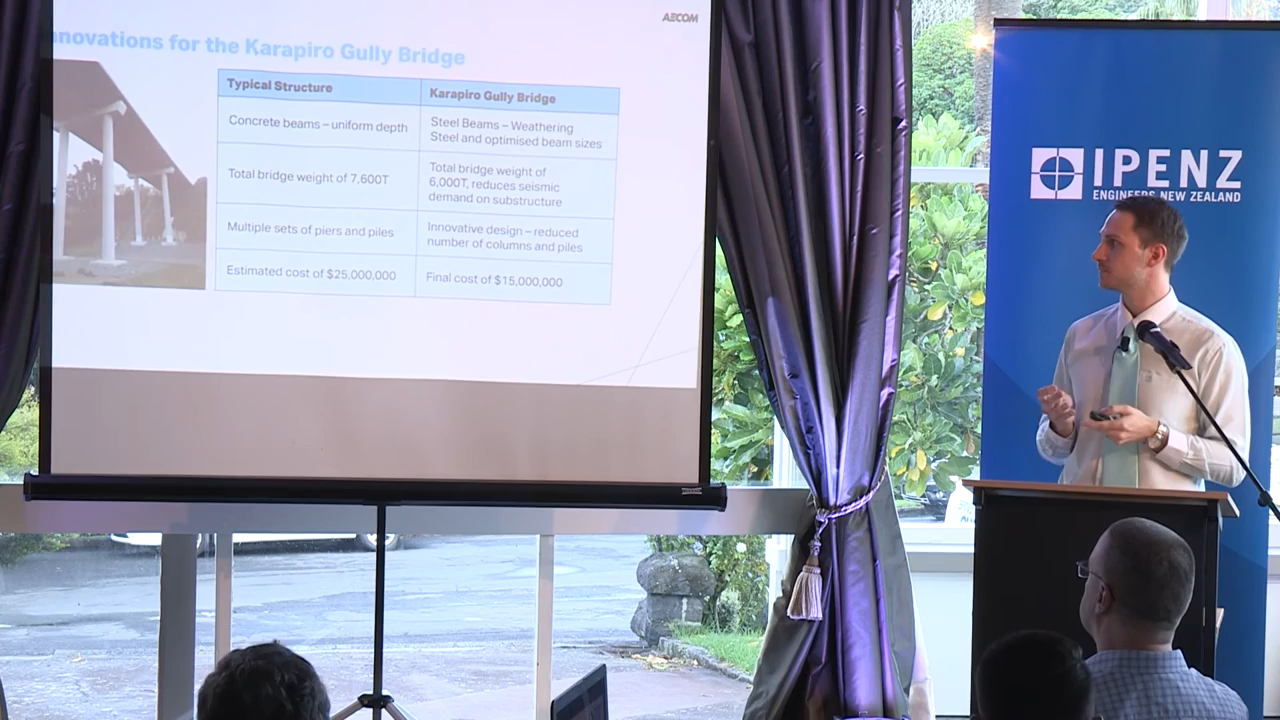 AECOM
nnovations for the Karapiro Gully Bridge
Typical Structure
Karapiro Gully Bridge
Concrete beams – uniform depth
Steel Beams – Weathering
Steel and optimised beam sizes
Total bridge weight of 7,600T
Total bridge weight of
6,000T, reduces seismic
demand on substructure
Multiple sets of piers and piles
Innovative design – reduced
number of columns and piles
Estimated cost of $25,000,000
Final cost of $15,000,000
IPENZ
ENGINEERS NEW ZEALAND